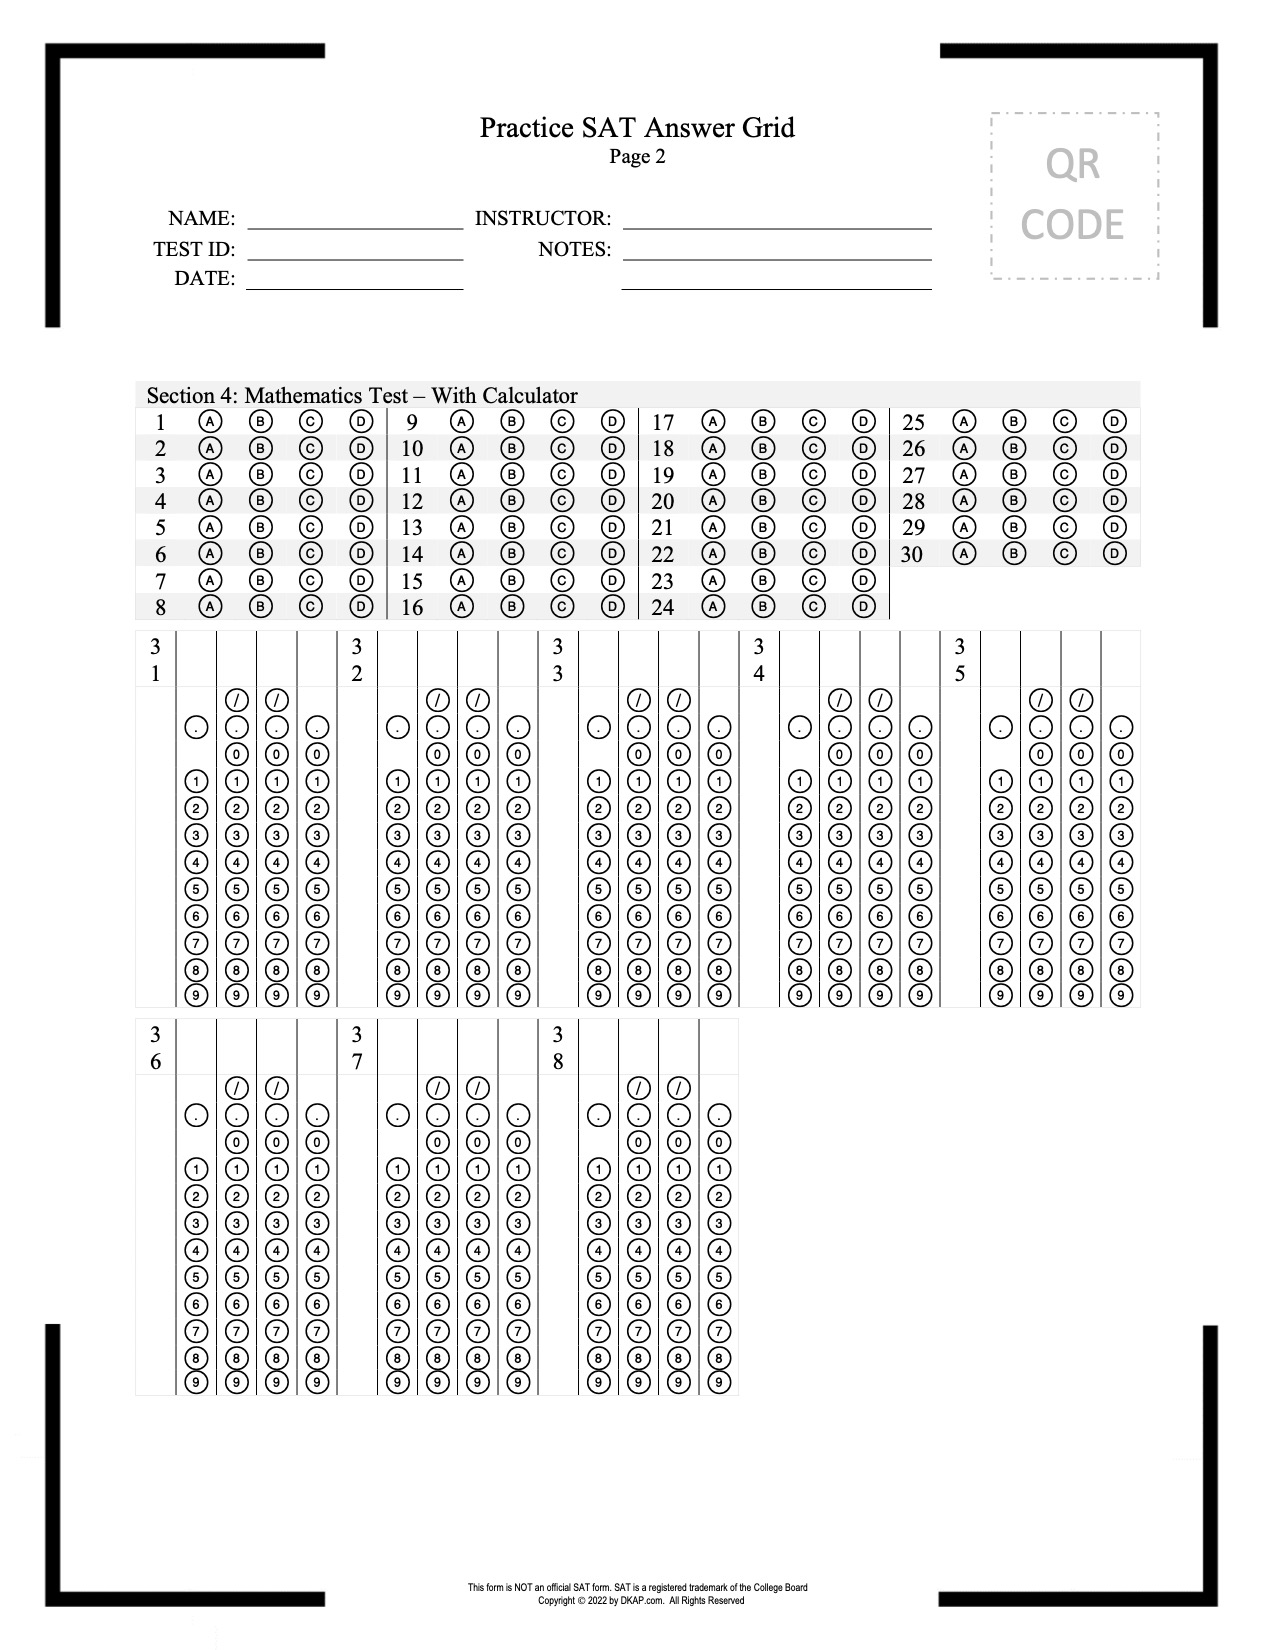 Practice SAT Answer Grid
Page 2
QR
CODE
NAME: INSTRUCTOR:
TEST ID: NOTES:
DATE:
Section 4: Mathematics Test – With Calculator
1 A B C D 9 A B C D 17 A B C D 25 A B C D
2 A B C D 10 A B C D 18 A B C D 26 A B C D
3 A B C D 11 A B C D 19 A B C D 27 A B C D
4 A B C D 12 A B C D 20 A B C D 28 A B C D
5 A B C D 13 A B C D 21 A B C D 29 A B C D
6 A B C D 14 A B C D 22 A B C D 30 A B C D
7 A B C D 15 A B C D 23 A B C D
8 A B C D 16 A B C D 24 A B C D
3 3 3 3 3
1 2 3 4 5
/ / / / / / / / / /
. . . . . . . . . . . . . . . . . . . .
0 0 0 0 0 0 0 0 0 0 0 0 0 0 0
1 1 1 1 1 1 1 1 1 1 1 1 1 1 1 1 1 1 1 1
2 2 2 2 2 2 2 2 2 2 2 2 2 2 2 2 2 2 2 2
3 3 3 3 3 3 3 3 3 3 3 3 3 3 3 3 3 3 3 3
4 4 4 4 4 4 4 4 4 4 4 4 4 4 4 4 4 4 4 4
5 5 5 5 5 5 5 5 5 5 5 5 5 5 5 5 5 5 5 5
6 6 6 6 6 6 6 6 6 6 6 6 6 6 6 6 6 6 6 6
7 7 7 7 7 7 7 7 7 7 7 7 7 7 7 7 7 7 7 7
8 8 8 8 8 8 8 8 8 8 8 8 8 8 8 8 8 8 8 8
9 9 9 9 9 9 9 9 9 9 9 9 9 9 9 9 9 9 9 9
3 3 3
6 7 8
/ / / / / /
. . . . . . . . . . . .
0 0 0 0 0 0 0 0 0
1 1 1 1 1 1 1 1 1 1 1 1
2 2 2 2 2 2 2 2 2 2 2 2
3 3 3 3 3 3 3 3 3 3 3 3
4 4 4 4 4 4 4 4 4 4 4 4
5 5 5 5 5 5 5 5 5 5 5 5
6 6 6 6 6 6 6 6 6 6 6 6
7 7 7 7 7 7 7 7 7 7 7 7
8 8 8 8 8 8 8 8 8 8 8 8
9 9 9 9 9 9 9 9 9 9 9 9
This form is NOT an official SAT form. SAT is a registered trademark of the College Board
Copyright © 2022 by DKAP.com. All Rights Reserved